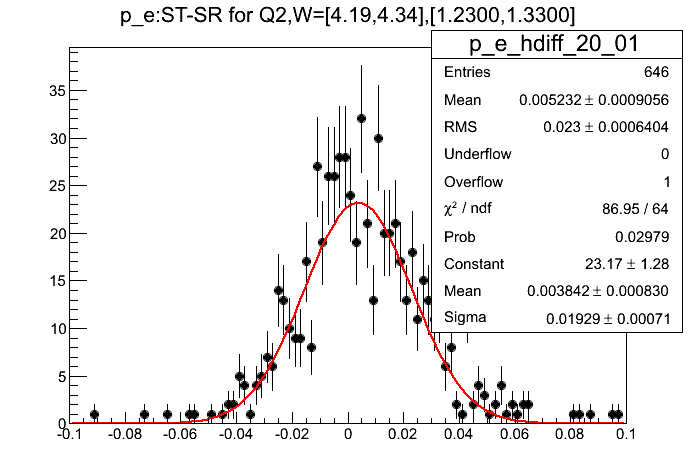 p_e:ST-SR for Q2,W=[4.19,4.34],[1.2300,1.3300]
p_e_hdiff_20_01
Entries 646
Mean 0.005232 ± 0.0009056
RMS 0.023 ± 0.0006404
Underflow 0
Overflow 1
χ² / ndf 86.95 / 64
Prob 0.02979
Constant 23.17 ± 1.28
Mean 0.003842 ± 0.000830
Sigma 0.01929 ± 0.00071
35
30
25
20
15
10
5
0
-0.1 -0.08 -0.06 -0.04 -0.02 0 0.02 0.04 0.06 0.08 0.1